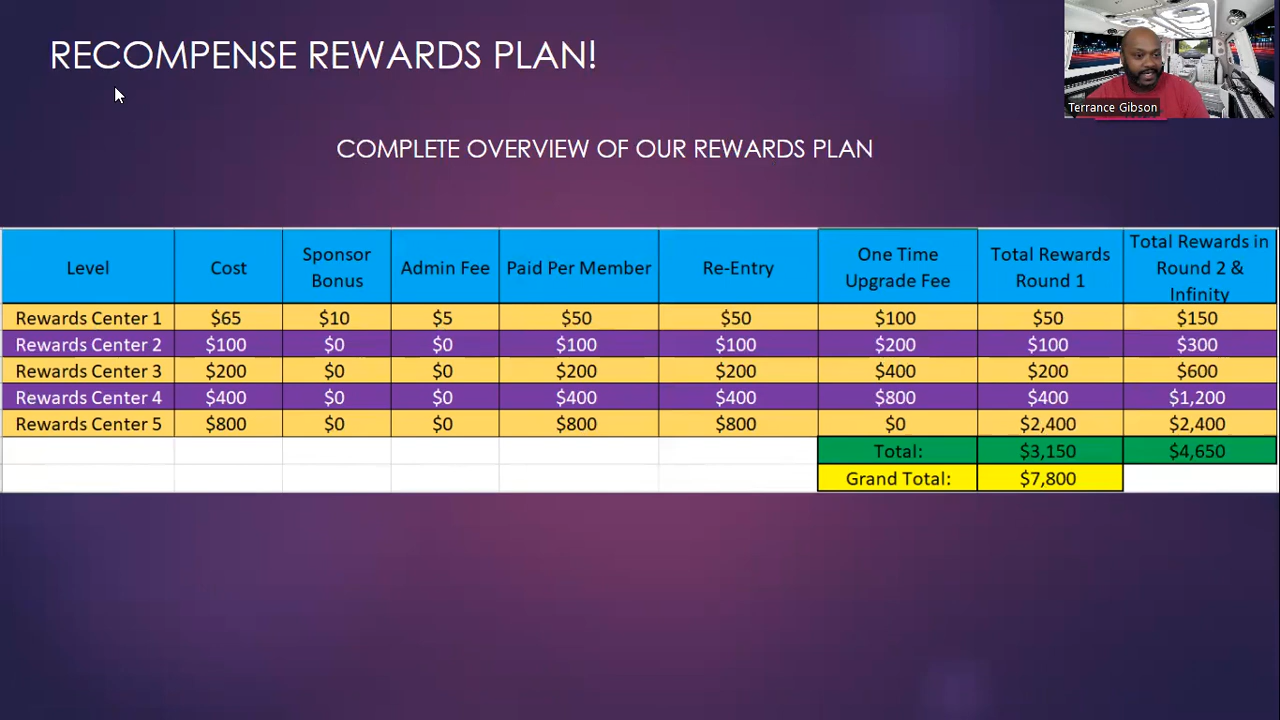 RECOMPENSE REWARDS PLAN!
Terrance Gibson
COMPLETE OVERVIEW OF OUR REWARDS PLAN
Level Cost Sponsor Bonus Admin Fee Paid Per Member Re-Entry One Time Upgrade Fee Total Rewards Round 1 Total Rewards in Round 2 & Infinity
Rewards Center 1 $65 $10 $5 $50 $50 $100 $50 $150
Rewards Center 2 $100 $0 $0 $100 $100 $200 $100 $300
Rewards Center 3 $200 $0 $0 $200 $200 $400 $200 $600
Rewards Center 4 $400 $0 $0 $400 $400 $800 $400 $1,200
Rewards Center 5 $800 $0 $0 $800 $800 $0 $2,400 $2,400
Total: $3,150 $4,650
Grand Total: $7,800